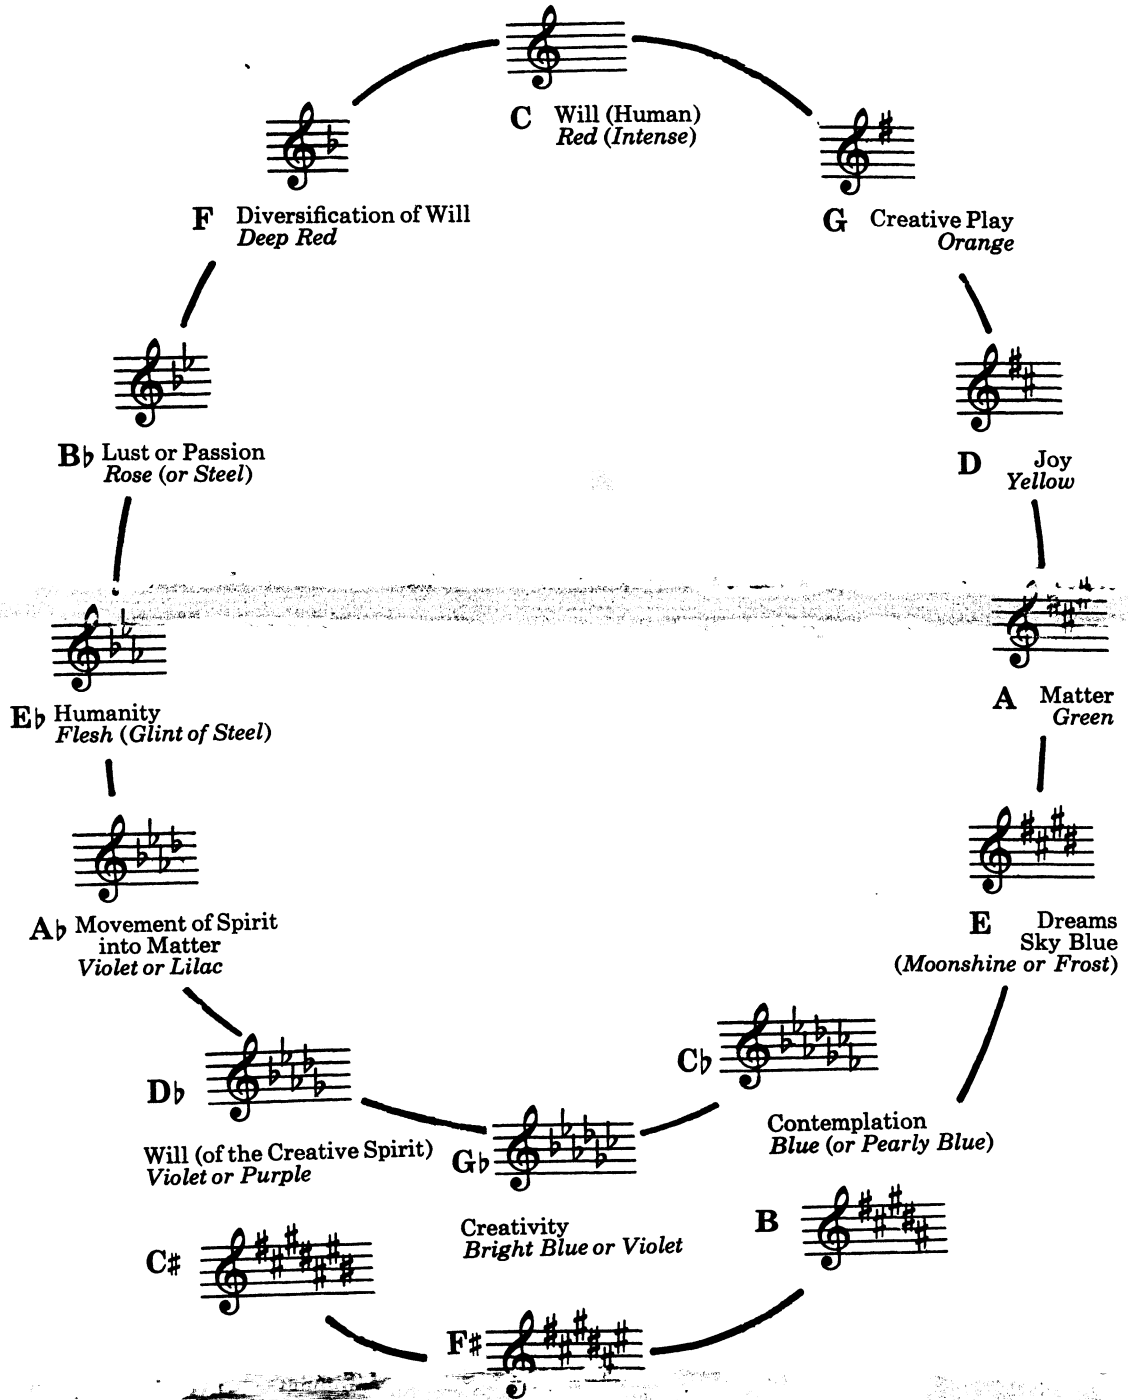 C Will (Human)
Red (Intense)
F Diversification of Will
Deep Red
G Creative Play
Orange
B♭ Lust or Passion
Rose (or Steel)
D Joy
Yellow
E♭ Humanity
Flesh (Glint of Steel)
A Matter
Green
A♭ Movement of Spirit
into Matter
Violet or Lilac
E Dreams
Sky Blue
(Moonshine or Frost)
D♭
Will (of the Creative Spirit)
Violet or Purple
C♯
G♭
Creativity
Bright Blue or Violet
F♯
C♭
Contemplation
Blue (or Pearly Blue)
B